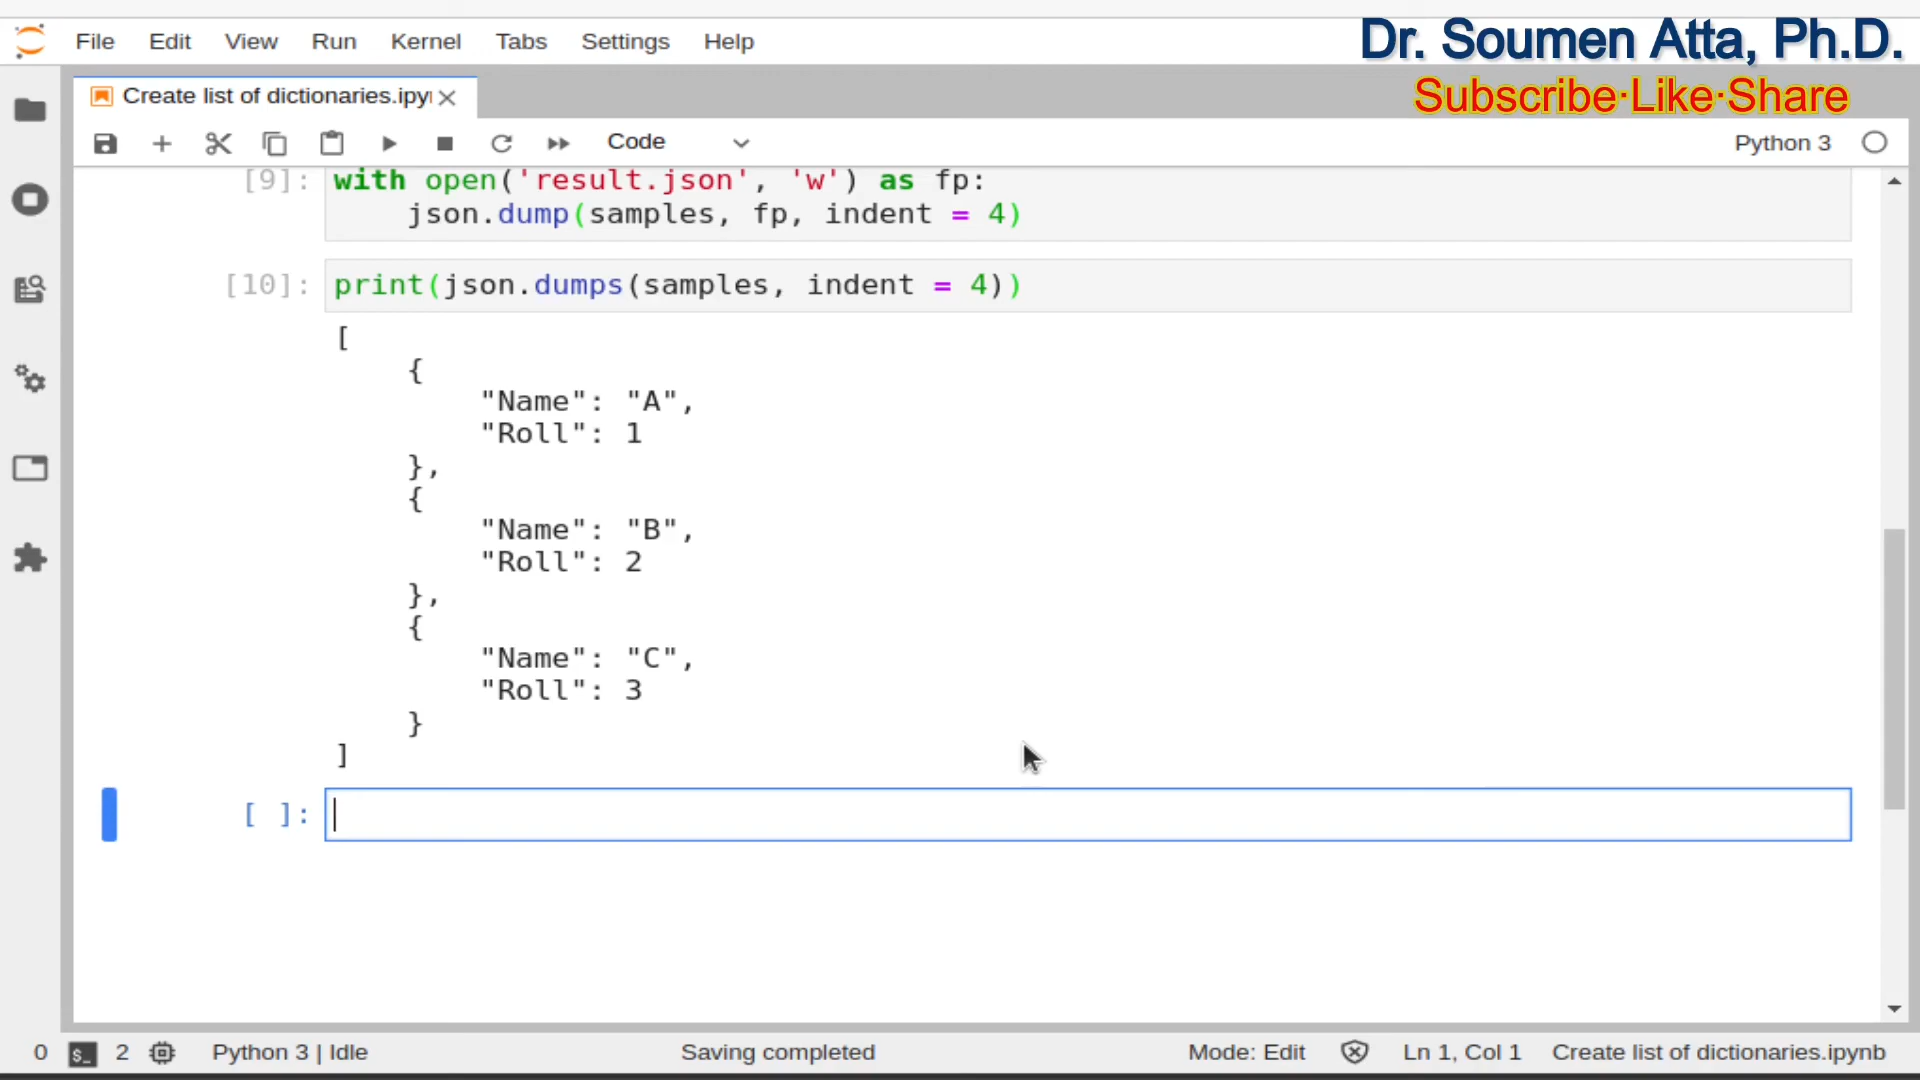 File Edit View Run Kernel Tabs Settings Help
Dr. Soumen Atta, Ph.D.
Subscribe·Like·Share
Create list of dictionaries.ipy
Code
Python 3
[9]: with open('result.json', 'w') as fp:
    json.dump(samples, fp, indent = 4)
[10]: print(json.dumps(samples, indent = 4))
[
    {
        "Name": "A",
        "Roll": 1
    },
    {
        "Name": "B",
        "Roll": 2
    },
    {
        "Name": "C",
        "Roll": 3
    }
]
[ ]:
0 $_ 2 Python 3 | Idle Saving completed Mode: Edit Ln 1, Col 1 Create list of dictionaries.ipynb